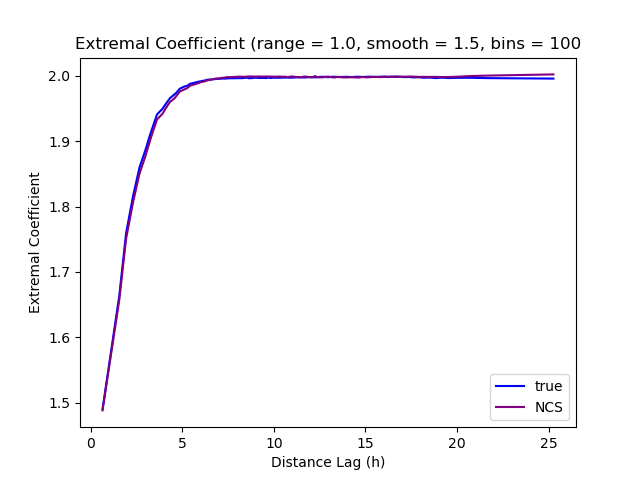 Extremal Coefficient (range = 1.0, smooth = 1.5, bins = 100
2.0
1.9
1.8
1.7
1.6
1.5
Extremal Coefficient
0 5 10 15 20 25
Distance Lag (h)
true
NCS